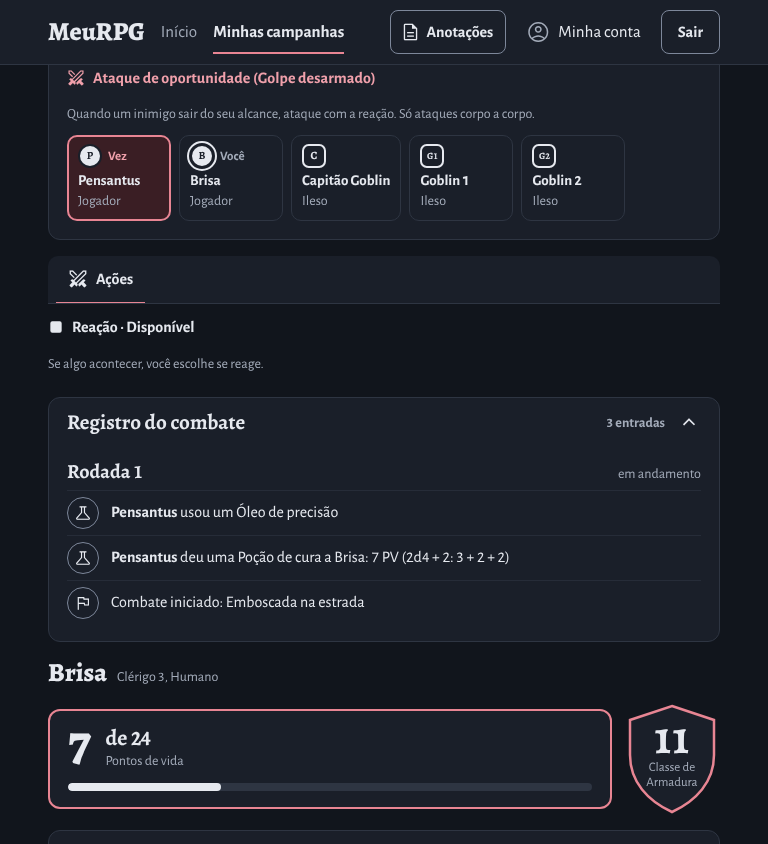 MeuRPG Início Minhas campanhas Anotações Minha conta Sair
Ataque de oportunidade (Golpe desarmado)
Quando um inimigo sair do seu alcance, ataque com a reação. Só ataques corpo a corpo.
P Vez
Pensantus
Jogador
B Você
Brisa
Jogador
C
Capitão Goblin
Ileso
G1
Goblin 1
Ileso
G2
Goblin 2
Ileso
Ações
Reação · Disponível
Se algo acontecer, você escolhe se reage.
Registro do combate 3 entradas
Rodada 1 em andamento
Pensantus usou um Óleo de precisão
Pensantus deu uma Poção de cura a Brisa: 7 PV (2d4 + 2: 3 + 2 + 2)
Combate iniciado: Emboscada na estrada
Brisa Clérigo 3, Humano
7 de 24
Pontos de vida
11
Classe de
Armadura